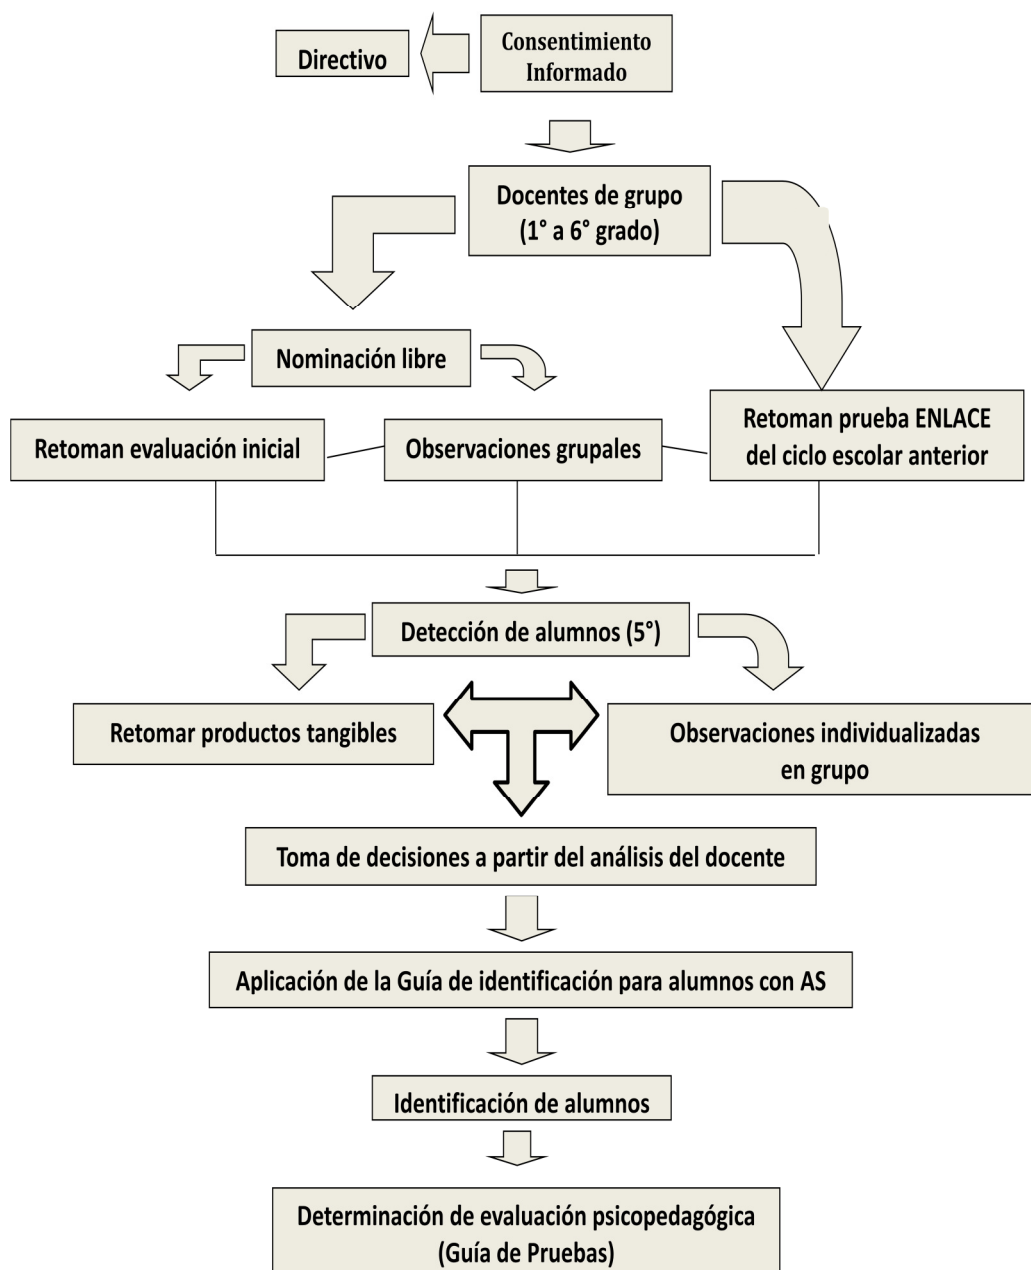 Directivo
Consentimiento
Informado
Docentes de grupo
(1° a 6° grado)
Nominación libre
Retoman evaluación inicial
Observaciones grupales
Retoman prueba ENLACE
del ciclo escolar anterior
Detección de alumnos (5°)
Retomar productos tangibles
Observaciones individualizadas
en grupo
Toma de decisiones a partir del análisis del docente
Aplicación de la Guía de identificación para alumnos con AS
Identificación de alumnos
Determinación de evaluación psicopedagógica
(Guía de Pruebas)